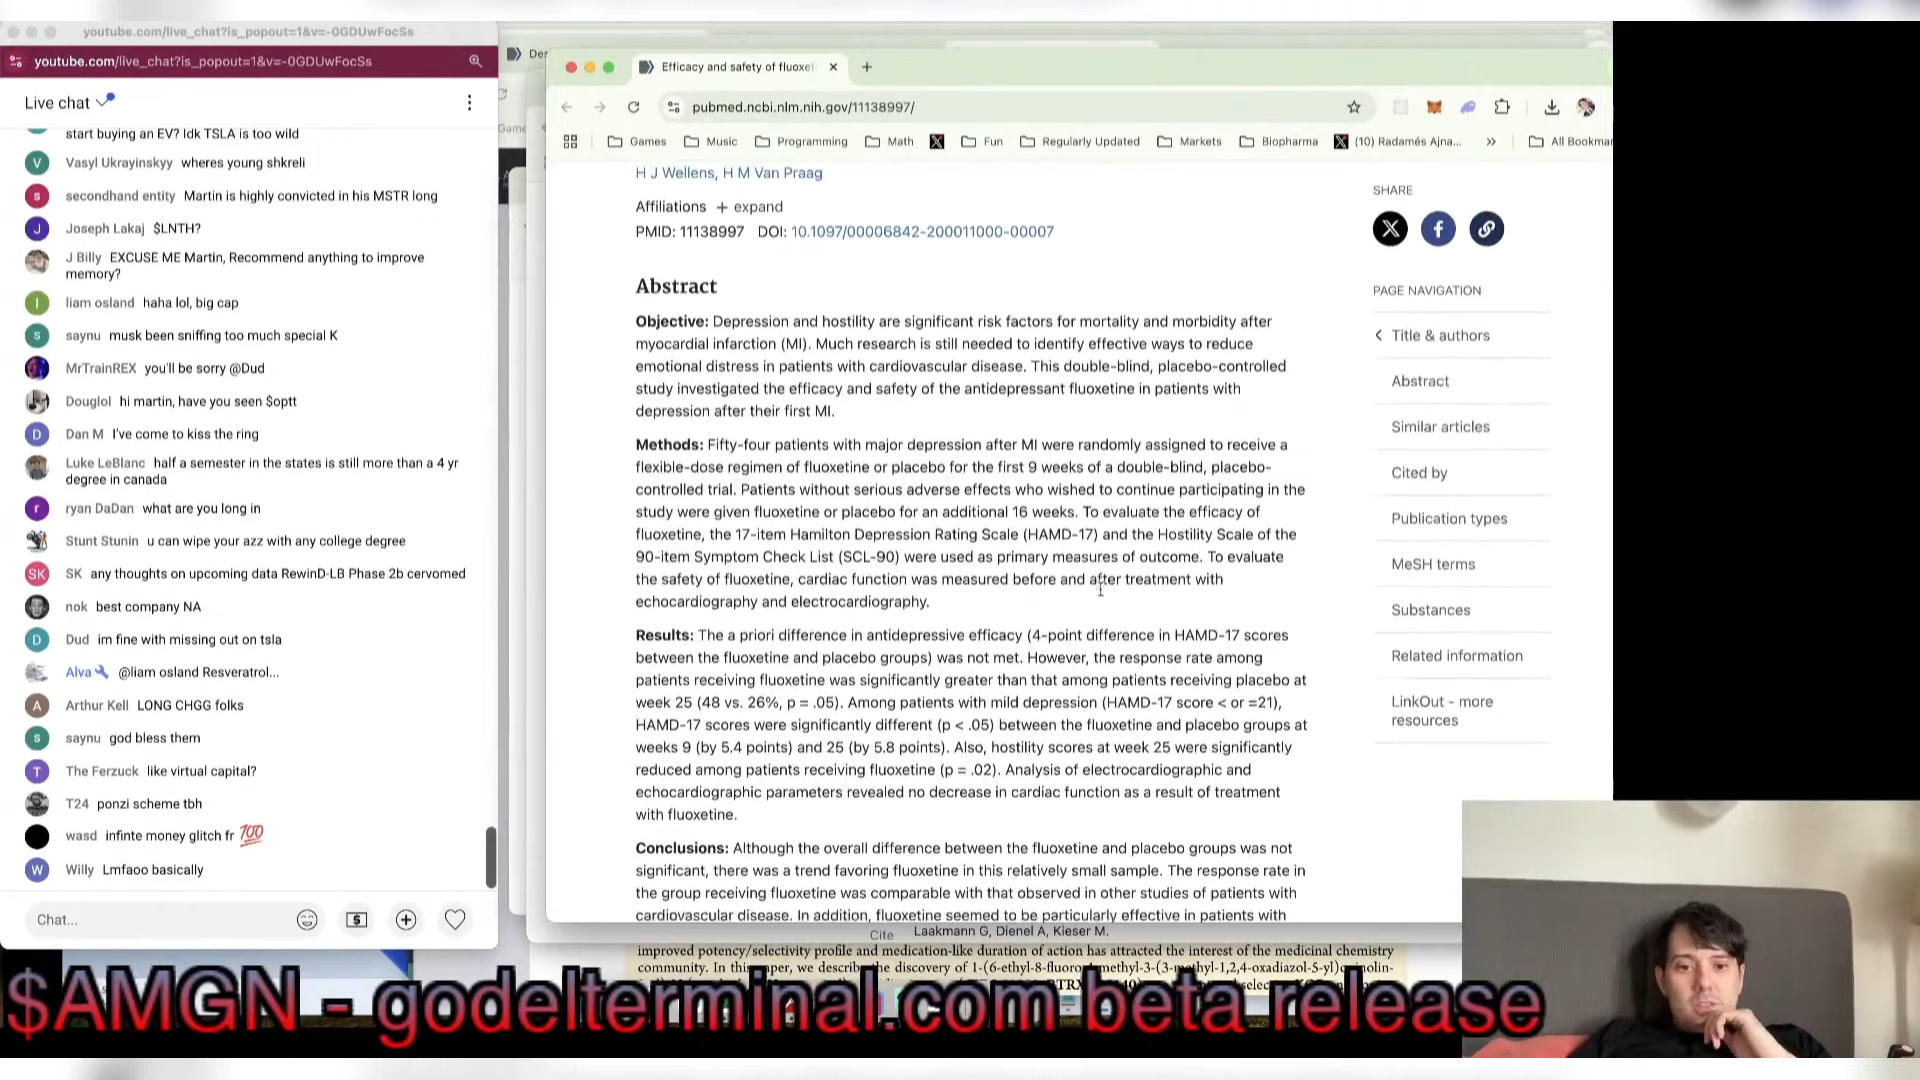 youtube.com/live_chat?is_popout=1&v=-0GDUwFocSs
youtube.com/live_chat?is_popout=1&v=-0GDUwFocSs
Live chat
start buying an EV? Idk TSLA is too wild
V Vasyl Ukrayinskyy wheres young shkreli
s secondhand entity Martin is highly convicted in his MSTR long
J Joseph Lakaj $LNTH?
J Billy EXCUSE ME Martin, Recommend anything to improve
memory?
l liam osland haha lol, big cap
s saynu musk been sniffing too much special K
MrTrainREX you'll be sorry @Dud
Douglol hi martin, have you seen $optt
D Dan M I've come to kiss the ring
Luke LeBlanc half a semester in the states is still more than a 4 yr
degree in canada
r ryan DaDan what are you long in
Stunt Stunin u can wipe your azz with any college degree
SK SK any thoughts on upcoming data RewinD-LB Phase 2b cervomed
nok best company NA
D Dud im fine with missing out on tsla
Alva @liam osland Resveratrol...
A Arthur Kell LONG CHGG folks
s saynu god bless them
T The Ferzuck like virtual capital?
T24 ponzi scheme tbh
wasd infinte money glitch fr 100
W Willy Lmfaoo basically
Chat...
Efficacy and safety of fluoxet
pubmed.ncbi.nlm.nih.gov/11138997/
Games Music Programming Math Fun Regularly Updated Markets Biopharma (10) Radamés Ajna... All Bookmar
H J Wellens, H M Van Praag
Affiliations + expand
PMID: 11138997 DOI: 10.1097/00006842-200011000-00007
Abstract
Objective: Depression and hostility are significant risk factors for mortality and morbidity after
myocardial infarction (MI). Much research is still needed to identify effective ways to reduce
emotional distress in patients with cardiovascular disease. This double-blind, placebo-controlled
study investigated the efficacy and safety of the antidepressant fluoxetine in patients with
depression after their first MI.
Methods: Fifty-four patients with major depression after MI were randomly assigned to receive a
flexible-dose regimen of fluoxetine or placebo for the first 9 weeks of a double-blind, placebo-
controlled trial. Patients without serious adverse effects who wished to continue participating in the
study were given fluoxetine or placebo for an additional 16 weeks. To evaluate the efficacy of
fluoxetine, the 17-item Hamilton Depression Rating Scale (HAMD-17) and the Hostility Scale of the
90-item Symptom Check List (SCL-90) were used as primary measures of outcome. To evaluate
the safety of fluoxetine, cardiac function was measured before and after treatment with
echocardiography and electrocardiography.
Results: The a priori difference in antidepressive efficacy (4-point difference in HAMD-17 scores
between the fluoxetine and placebo groups) was not met. However, the response rate among
patients receiving fluoxetine was significantly greater than that among patients receiving placebo at
week 25 (48 vs. 26%, p = .05). Among patients with mild depression (HAMD-17 score < or =21),
HAMD-17 scores were significantly different (p < .05) between the fluoxetine and placebo groups at
weeks 9 (by 5.4 points) and 25 (by 5.8 points). Also, hostility scores at week 25 were significantly
reduced among patients receiving fluoxetine (p = .02). Analysis of electrocardiographic and
echocardiographic parameters revealed no decrease in cardiac function as a result of treatment
with fluoxetine.
Conclusions: Although the overall difference between the fluoxetine and placebo groups was not
significant, there was a trend favoring fluoxetine in this relatively small sample. The response rate in
the group receiving fluoxetine was comparable with that observed in other studies of patients with
cardiovascular disease. In addition, fluoxetine seemed to be particularly effective in patients with
SHARE
PAGE NAVIGATION
Title & authors
Abstract
Similar articles
Cited by
Publication types
MeSH terms
Substances
Related information
LinkOut - more
resources
Cite Laakmann G, Dienel A, Kieser M.
improved potency/selectivity profile and medication-like duration of action has attracted the interest of the medicinal chemistry
community. In this paper, we describe the discovery of
$AMGN - godelterminal.com beta release